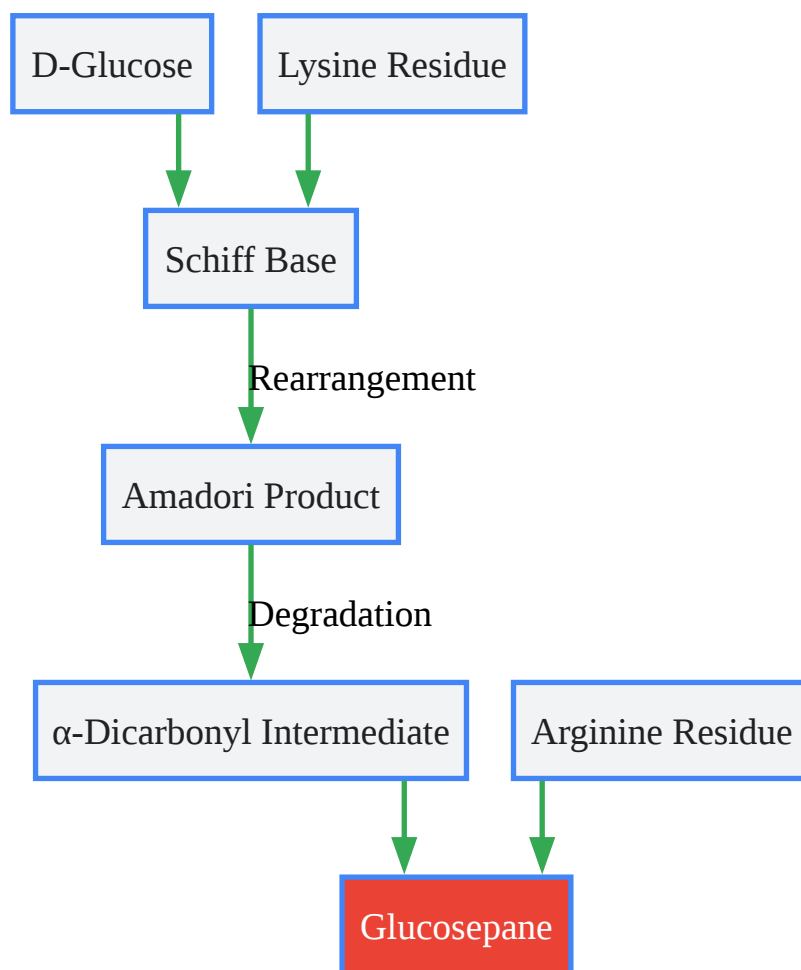 D-Glucose
Lysine Residue
Schiff Base
Rearrangement
Amadori Product
Degradation
α-Dicarbonyl Intermediate
Arginine Residue
Glucosepane